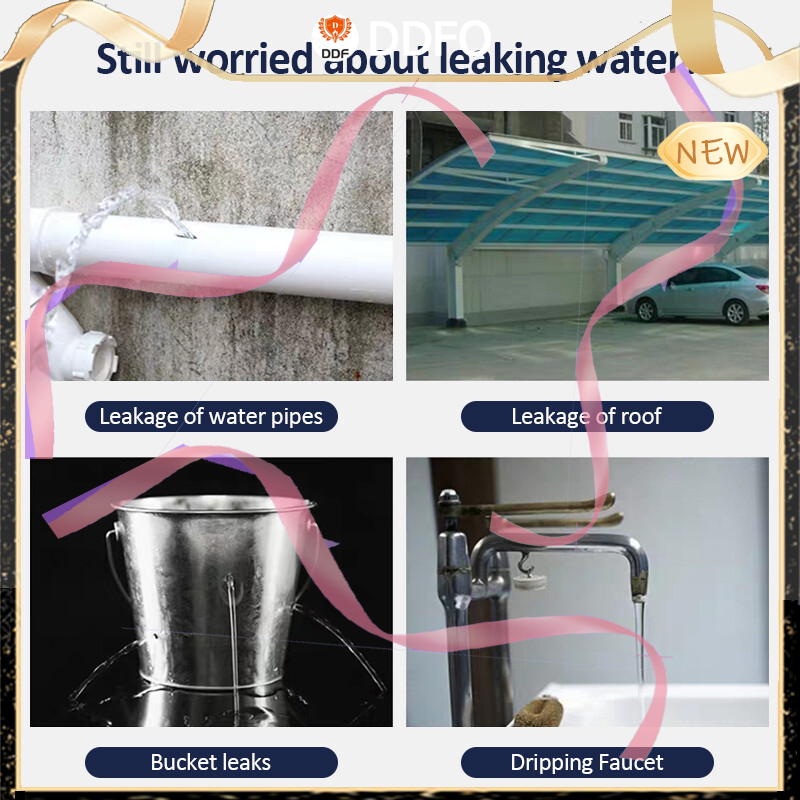 DDFO
D
DDF
Still worried about leaking water
NEW
Leakage of water pipes
Leakage of roof
Bucket leaks
Dripping Faucet